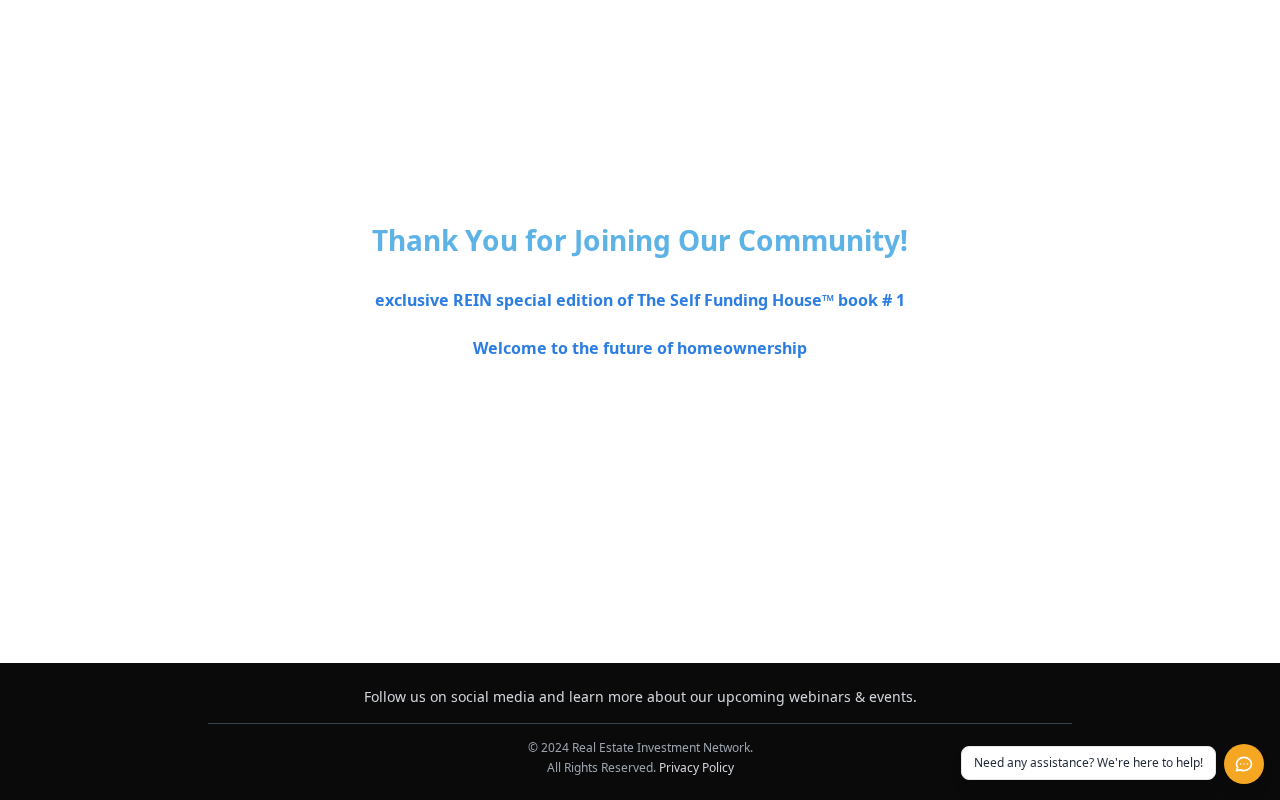 Thank You for Joining Our Community!
exclusive REIN special edition of The Self Funding House™ book # 1
Welcome to the future of homeownership
Follow us on social media and learn more about our upcoming webinars & events.
© 2024 Real Estate Investment Network.
All Rights Reserved. Privacy Policy
Need any assistance? We're here to help!